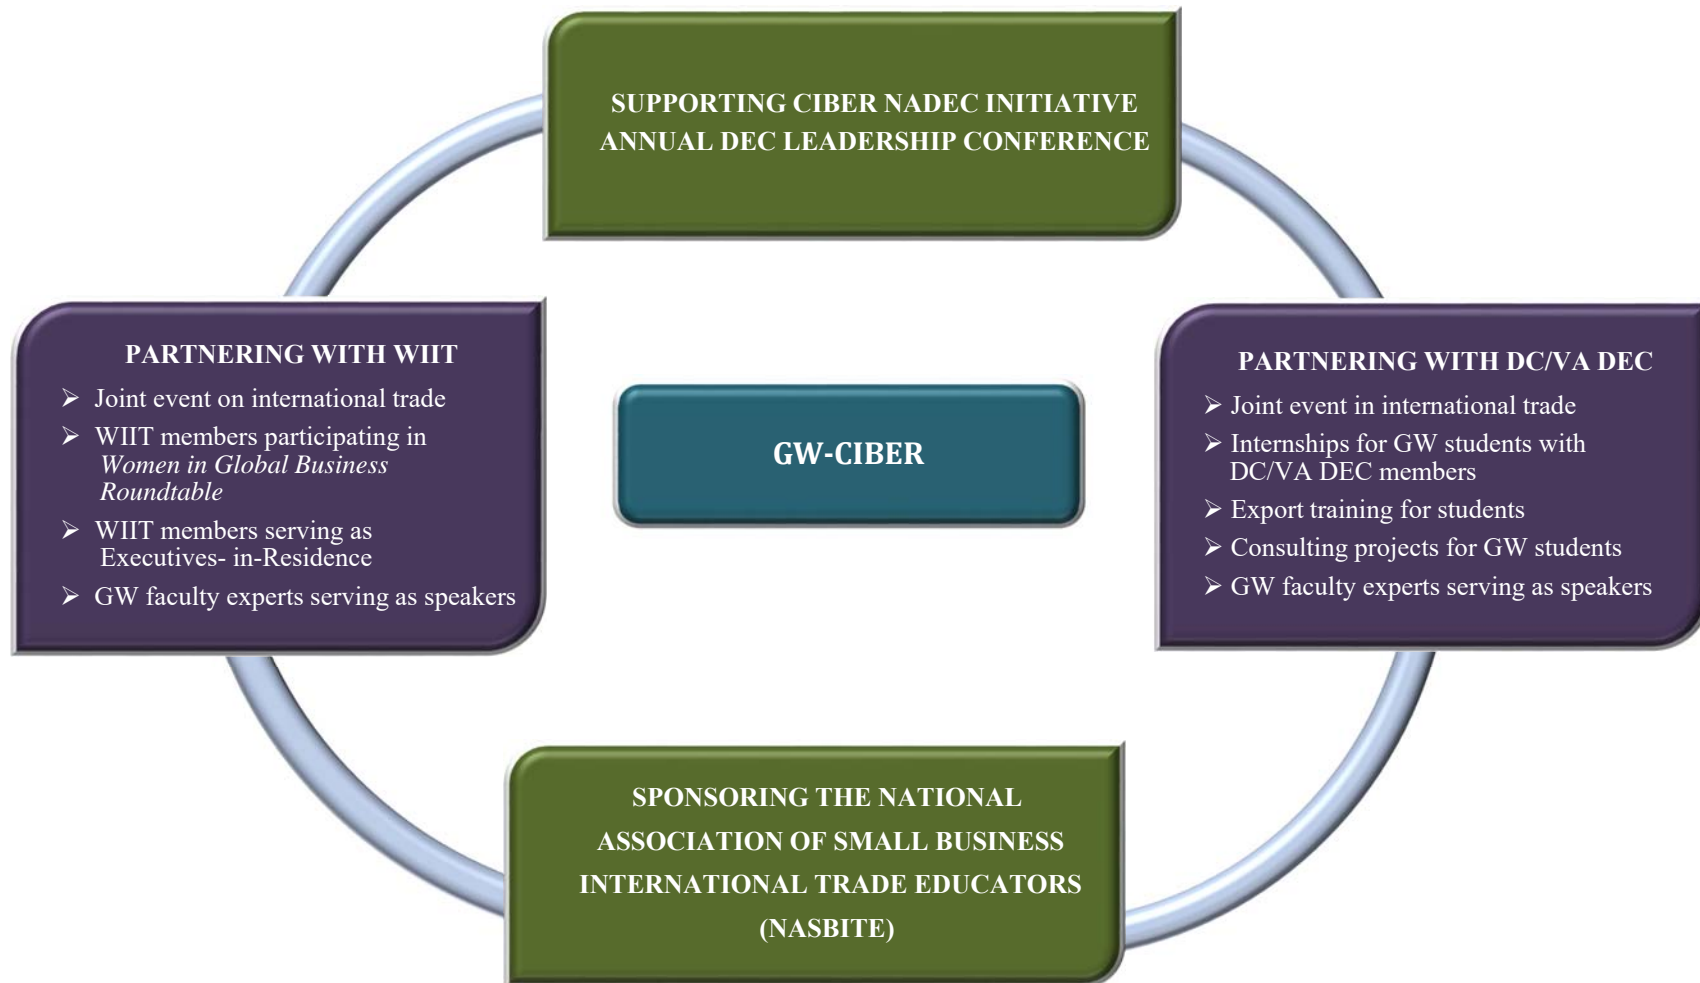 SUPPORTING CIBER NADEC INITIATIVE
ANNUAL DEC LEADERSHIP CONFERENCE
PARTNERING WITH WIIT
➢ Joint event on international trade
➢ WIIT members participating in
Women in Global Business
Roundtable
➢ WIIT members serving as
Executives- in-Residence
➢ GW faculty experts serving as speakers
GW-CIBER
PARTNERING WITH DC/VA DEC
➢ Joint event in international trade
➢ Internships for GW students with
DC/VA DEC members
➢ Export training for students
➢ Consulting projects for GW students
➢ GW faculty experts serving as speakers
SPONSORING THE NATIONAL
ASSOCIATION OF SMALL BUSINESS
INTERNATIONAL TRADE EDUCATORS
(NASBITE)